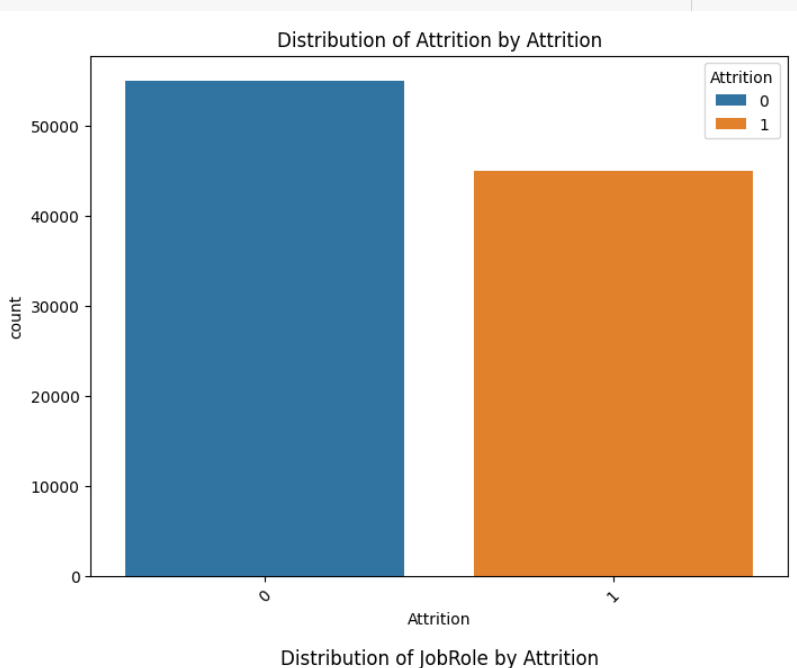 Distribution of Attrition by Attrition
Attrition
0
1
50000
40000
30000
20000
10000
0
count
0
1
Attrition
Distribution of JobRole by Attrition